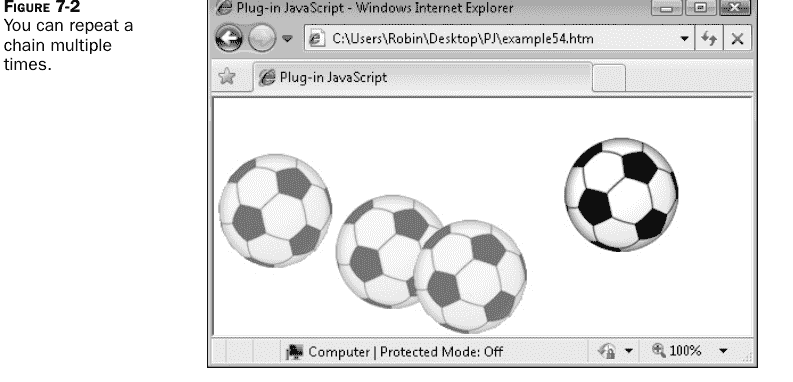 FIGURE 7-2
You can repeat a
chain multiple
times.
Plug-in JavaScript - Windows Internet Explorer
C:\Users\Robin\Desktop\PJ\example54.htm
Plug-in JavaScript
Computer | Protected Mode: Off
100%